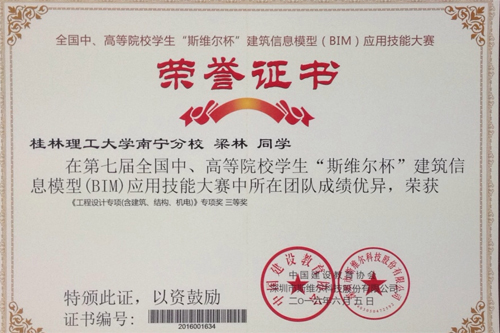 全国中、高等院校学生“斯维尔杯”建筑信息模型（BIM）应用技能大赛
荣誉证书
桂林理工大学南宁分校 梁林 同学
在第七届全国中、高等院校学生“斯维尔杯”建筑信
息模型(BIM)应用技能大赛中所在团队成绩优异，荣获
《工程设计专项(含建筑、结构、机电)》专项奖 三等奖
中国建设教育协会
深圳市斯维尔科技股份有限公司
二〇一六年六月五日
特颁此证，以资鼓励
证书编号：
2016001634